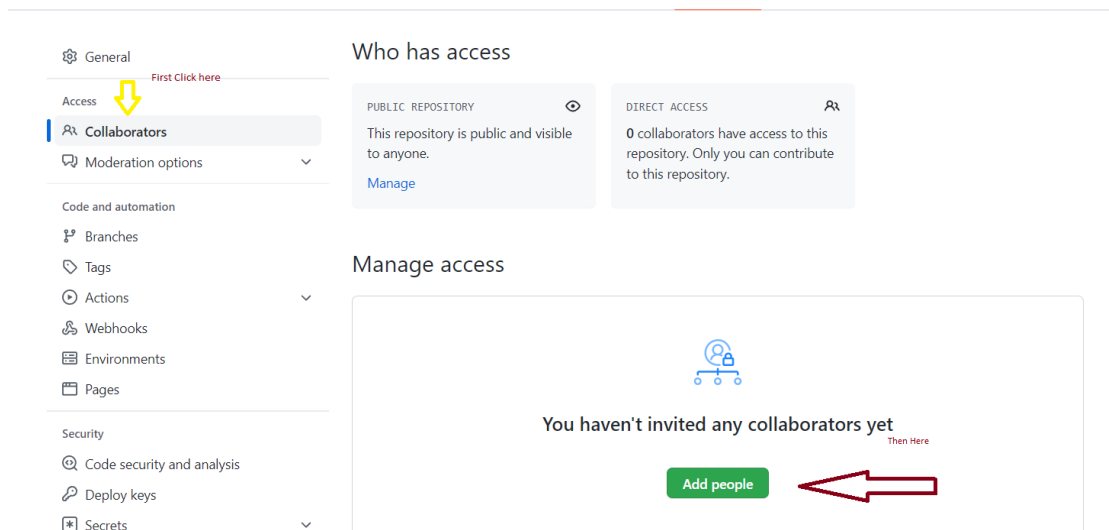 General
First Click here
Access
Collaborators
Moderation options
Code and automation
Branches
Tags
Actions
Webhooks
Environments
Pages
Security
Code security and analysis
Deploy keys
Secrets
Who has access
PUBLIC REPOSITORY
This repository is public and visible
to anyone.
Manage
DIRECT ACCESS
0 collaborators have access to this
repository. Only you can contribute
to this repository.
Manage access
You haven't invited any collaborators yet
Then Here
Add people